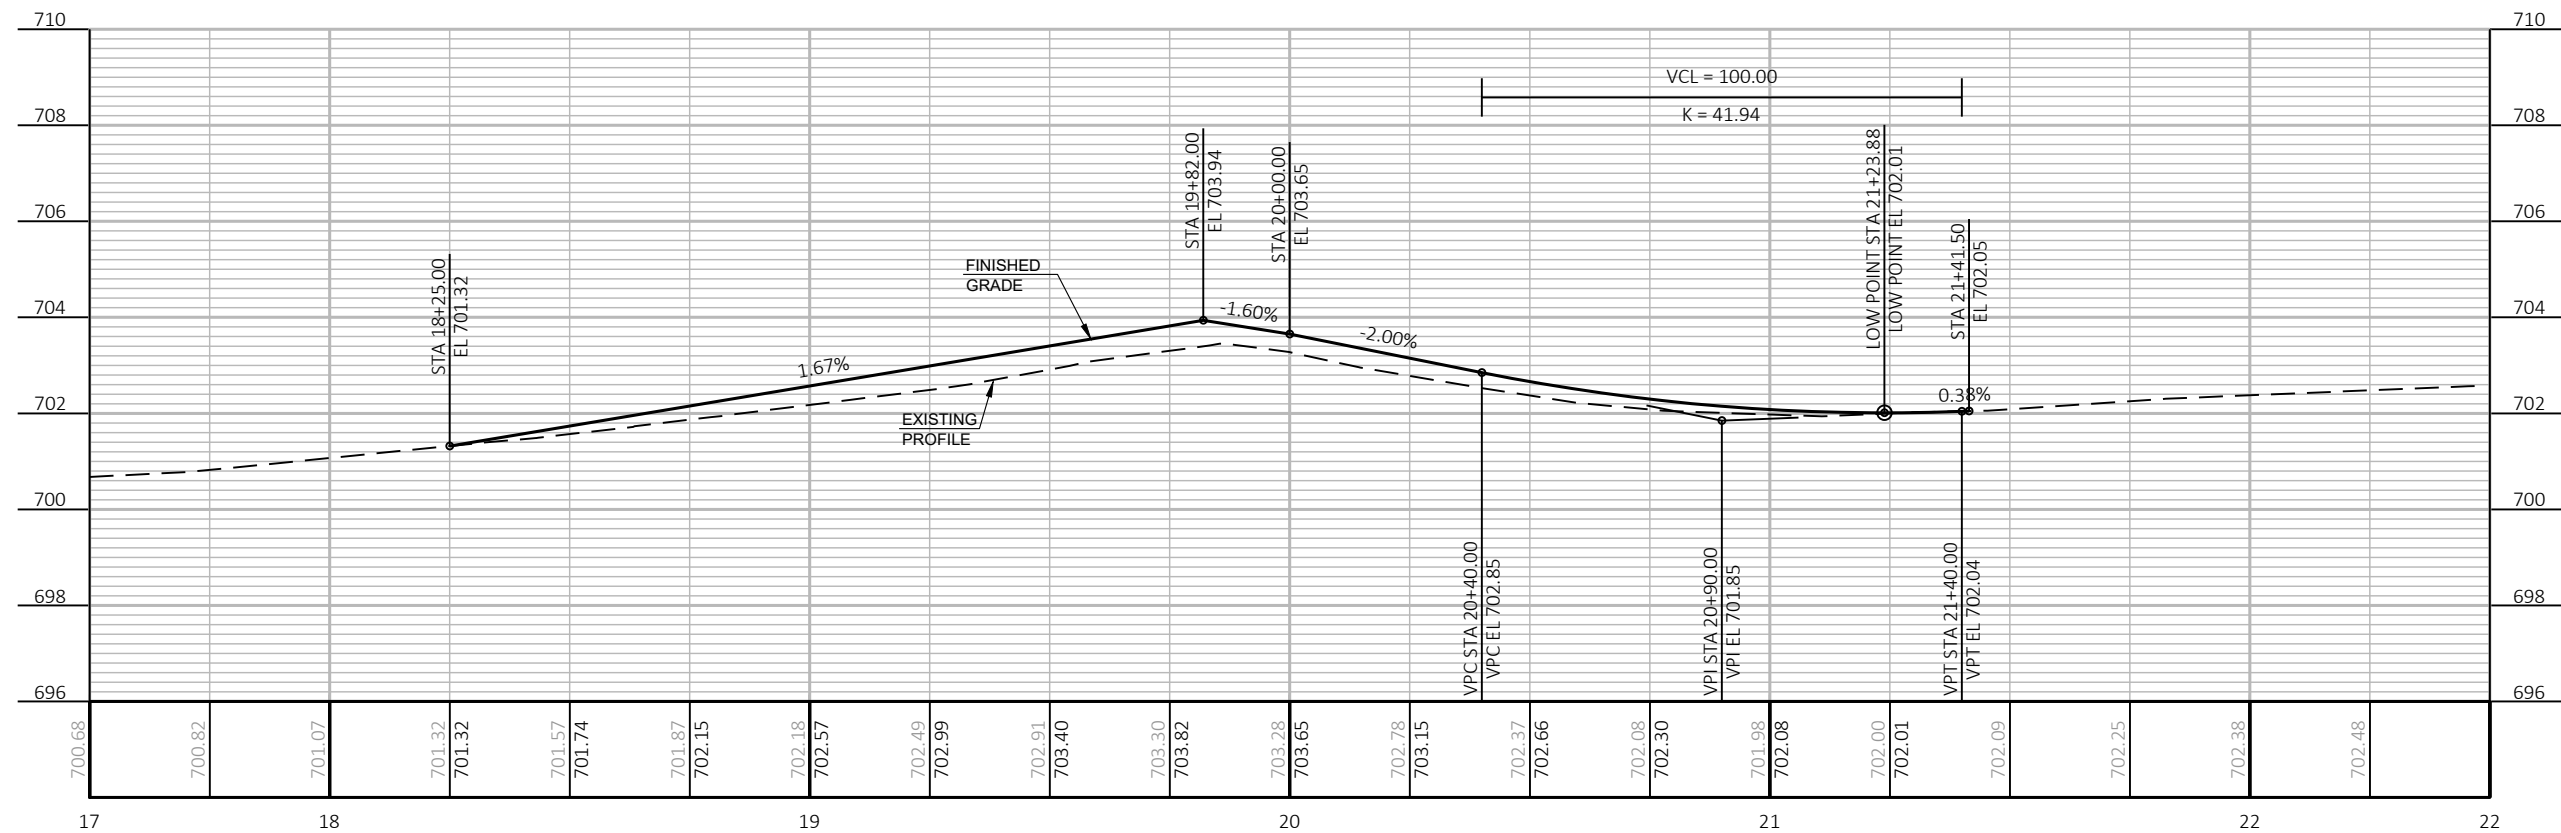 710
710
VCL = 100.00
K = 41.94
708
708
STA 19+82.00
EL 703.94
STA 20+00.00
EL 703.65
LOW POINT STA 21+23.88
LOW POINT EL 702.01
706
706
STA 21+41.50
EL 702.05
STA 18+25.00
EL 701.32
FINISHED
GRADE
704
704
-1.60%
-2.00%
1.67%
0.38%
702
702
EXISTING
PROFILE
700
700
VPC STA 20+40.00
VPC EL 702.85
VPI STA 20+90.00
VPI EL 701.85
VPT STA 21+40.00
VPT EL 702.04
698
698
696
696
700.68
700.82
701.07
701.32
701.32
701.57
701.74
701.87
702.15
702.18
702.57
702.49
702.99
702.91
703.40
703.30
703.82
703.28
703.65
702.78
703.15
702.37
702.66
702.08
702.30
701.98
702.08
702.00
702.01
702.09
702.25
702.38
702.48
17
18
19
20
21
22
22